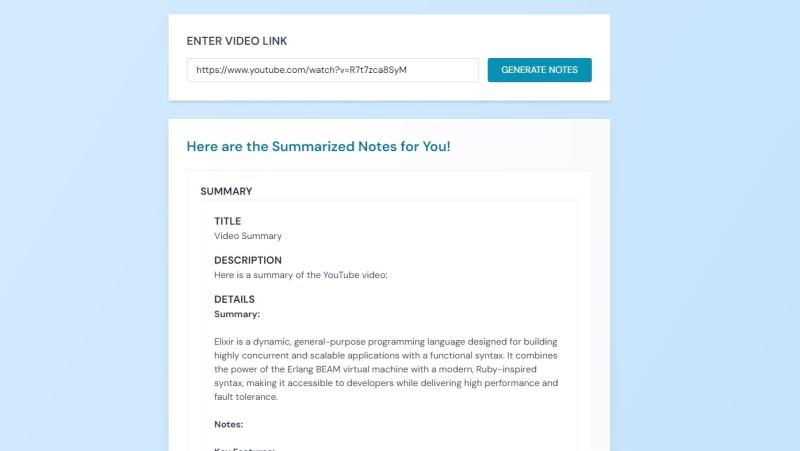 ENTER VIDEO LINK
https://www.youtube.com/watch?v=R7t7zca8SyM
GENERATE NOTES
Here are the Summarized Notes for You!
SUMMARY
TITLE
Video Summary
DESCRIPTION
Here is a summary of the YouTube video:
DETAILS
Summary:
Elixir is a dynamic, general-purpose programming language designed for building
highly concurrent and scalable applications with a functional syntax. It combines
the power of the Erlang BEAM virtual machine with a modern, Ruby-inspired
syntax, making it accessible to developers while delivering high performance and
fault tolerance.
Notes:
Key Features: